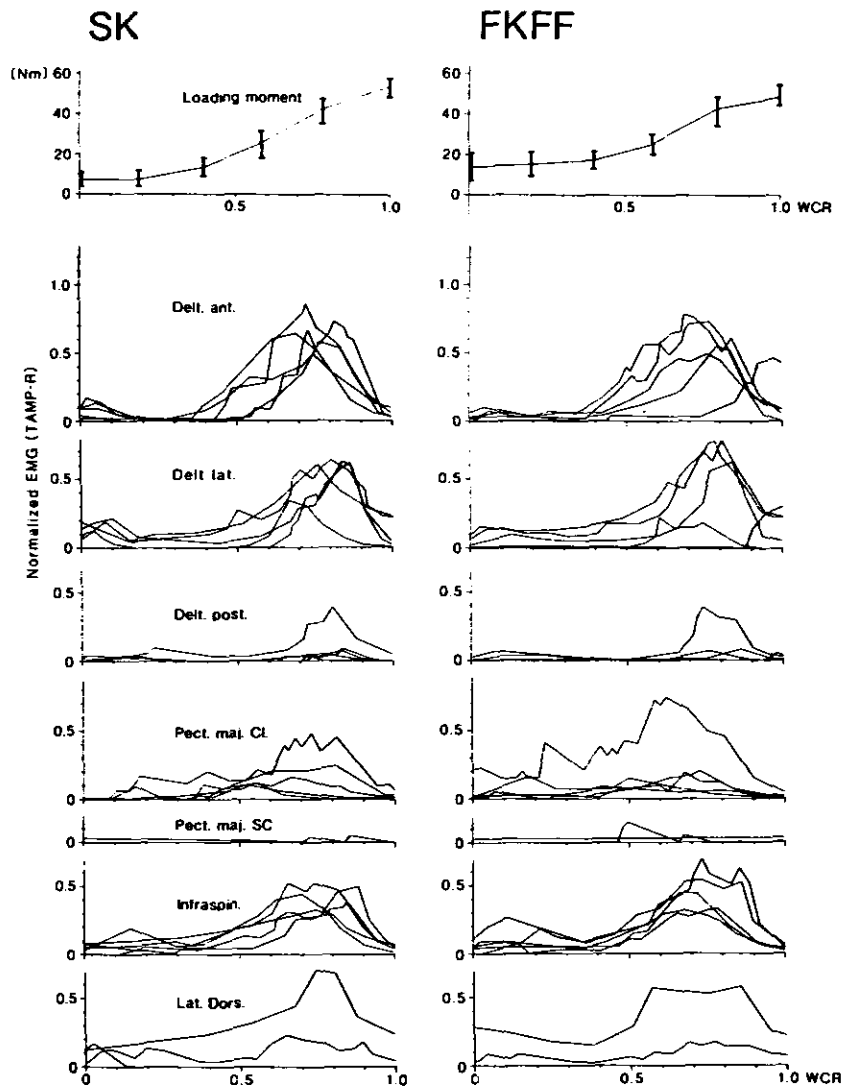 SK FKFF
(Nm) 60 60
Loading moment
40 40
20 20
0 0
0.5 1.0 0.5 1.0 WCR
Normalized EMG (TAMP-R)
1.0 1.0
Delt. ant.
0.5 0.5
0 0
Delt lat.
0.5 0.5
0 0
0.5 0.5
Delt. post.
0 0
0.5 0.5
Pect. maj. Cl.
0 0
Pect. maj. SC
0 0
0.5 0.5
Infraspin.
0 0
Lat. Dors.
0.5 0.5
0 0
0 0.5 1.0 0 0.5 1.0 WCR